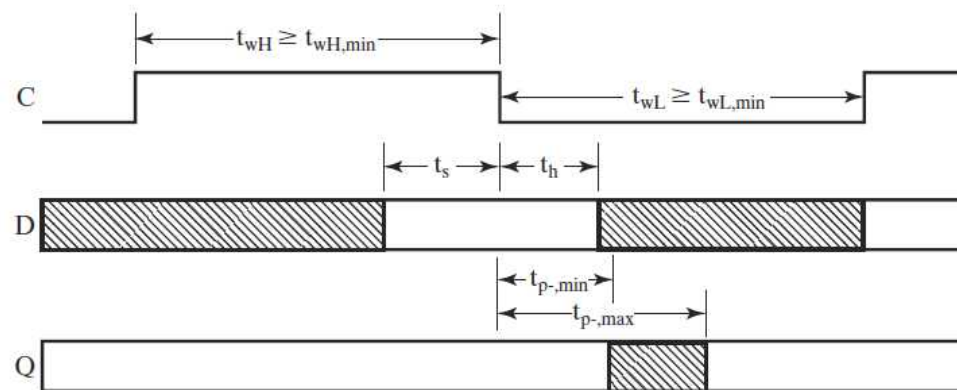 t_wH ≥ t_wH,min
C
t_wL ≥ t_wL,min
t_s
t_h
D
t_p-,min
t_p-,max
Q